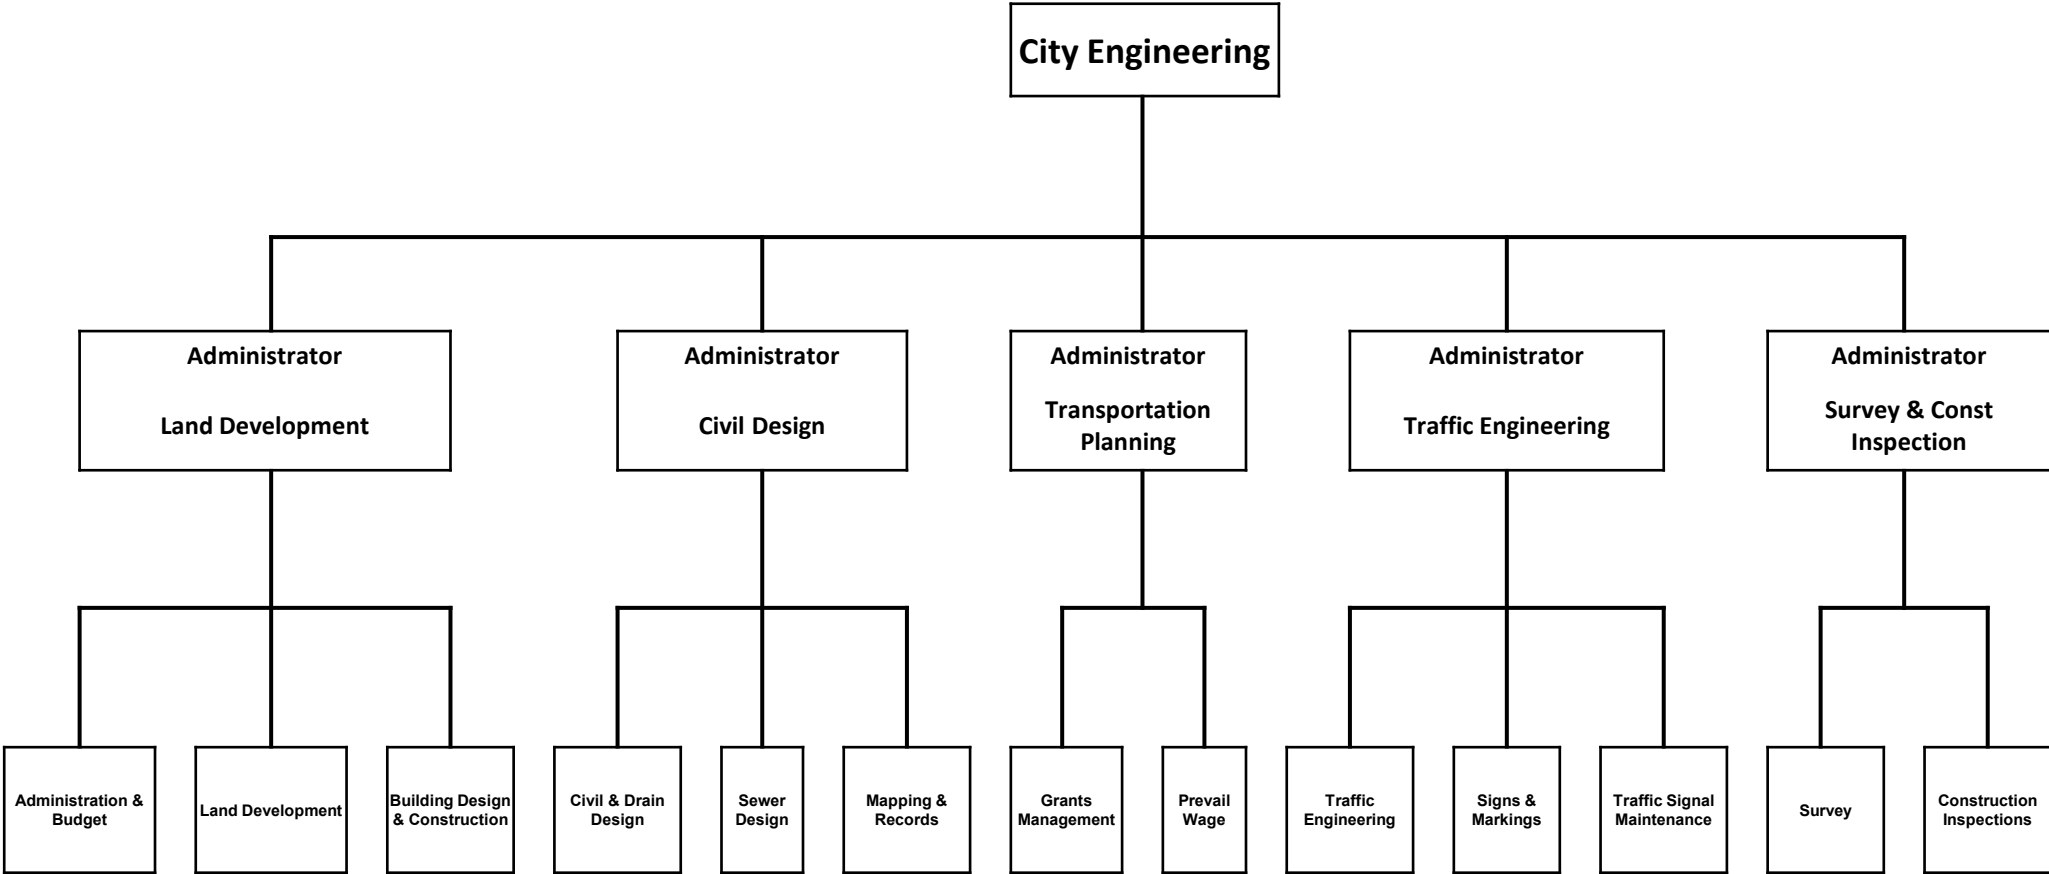 City Engineering
Administrator
Land Development
Administrator
Civil Design
Administrator
Transportation
Planning
Administrator
Traffic Engineering
Administrator
Survey & Const
Inspection
Administration &
Budget
Land Development
Building Design
& Construction
Civil & Drain
Design
Sewer
Design
Mapping &
Records
Grants
Management
Prevail
Wage
Traffic
Engineering
Signs &
Markings
Traffic Signal
Maintenance
Survey
Construction
Inspections